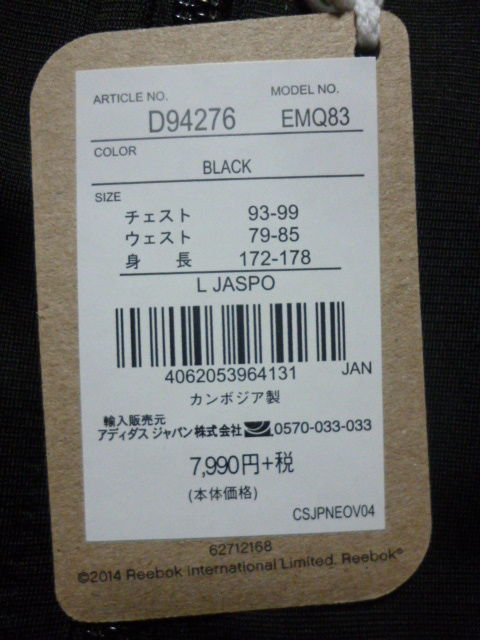 ARTICLE NO. MODEL NO.
D94276 EMQ83
COLOR
BLACK
SIZE
チェスト 93-99
ウェスト 79-85
身長 172-178
L JASPO
4062053964131 JAN
カンボジア製
輸入販売元
アディダス ジャパン株式会社 0570-033-033
7,990円+税
(本体価格)
CSJPNEOV04
62712168
©2014 Reebok International Limited. Reebok®